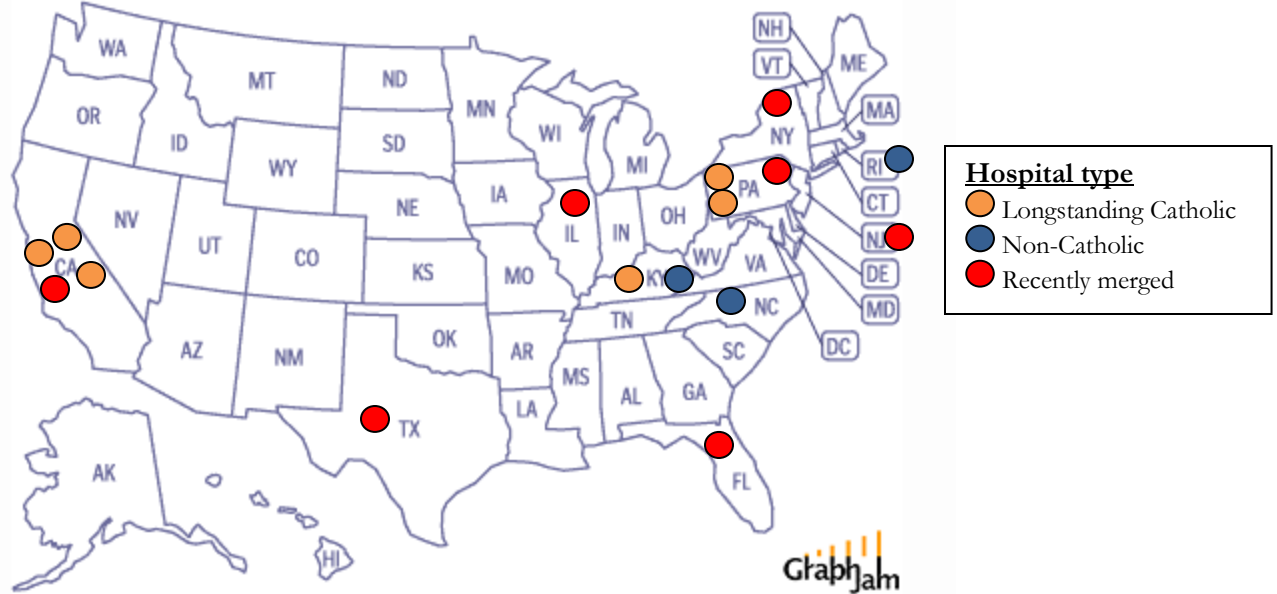 NH
WA
VT
ME
MT
ND
OR
MN
MA
ID
SD
WI
NY
WY
MI
RI
Hospital type
Longstanding Catholic
Non-Catholic
Recently merged
IA
PA
CT
NV
NE
OH
UT
CO
IL
IN
NJ
CA
KS
MO
KY
WV
VA
DE
NC
MD
TN
AZ
NM
OK
AR
SC
DC
MS
AL
GA
LA
TX
AK
FL
HI
GraphJam